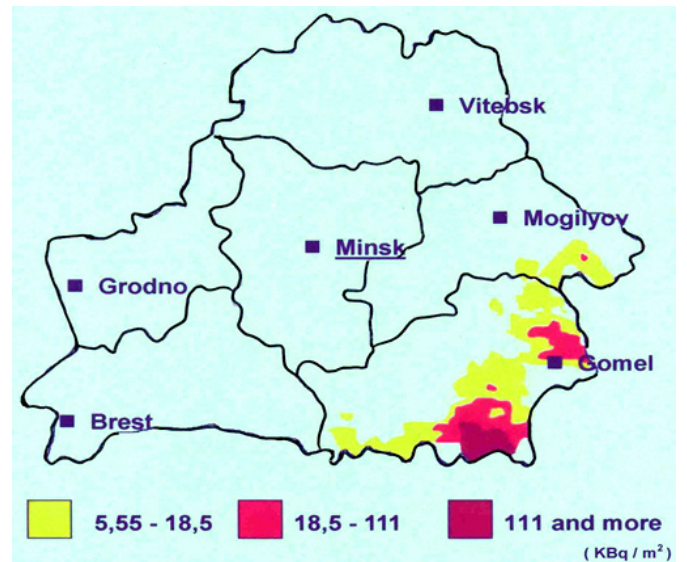 Vitebsk
Mogilyov
Minsk
Grodno
Gomel
Brest
5,55 - 18,5
18,5 - 111
111 and more
( KBq / m²)